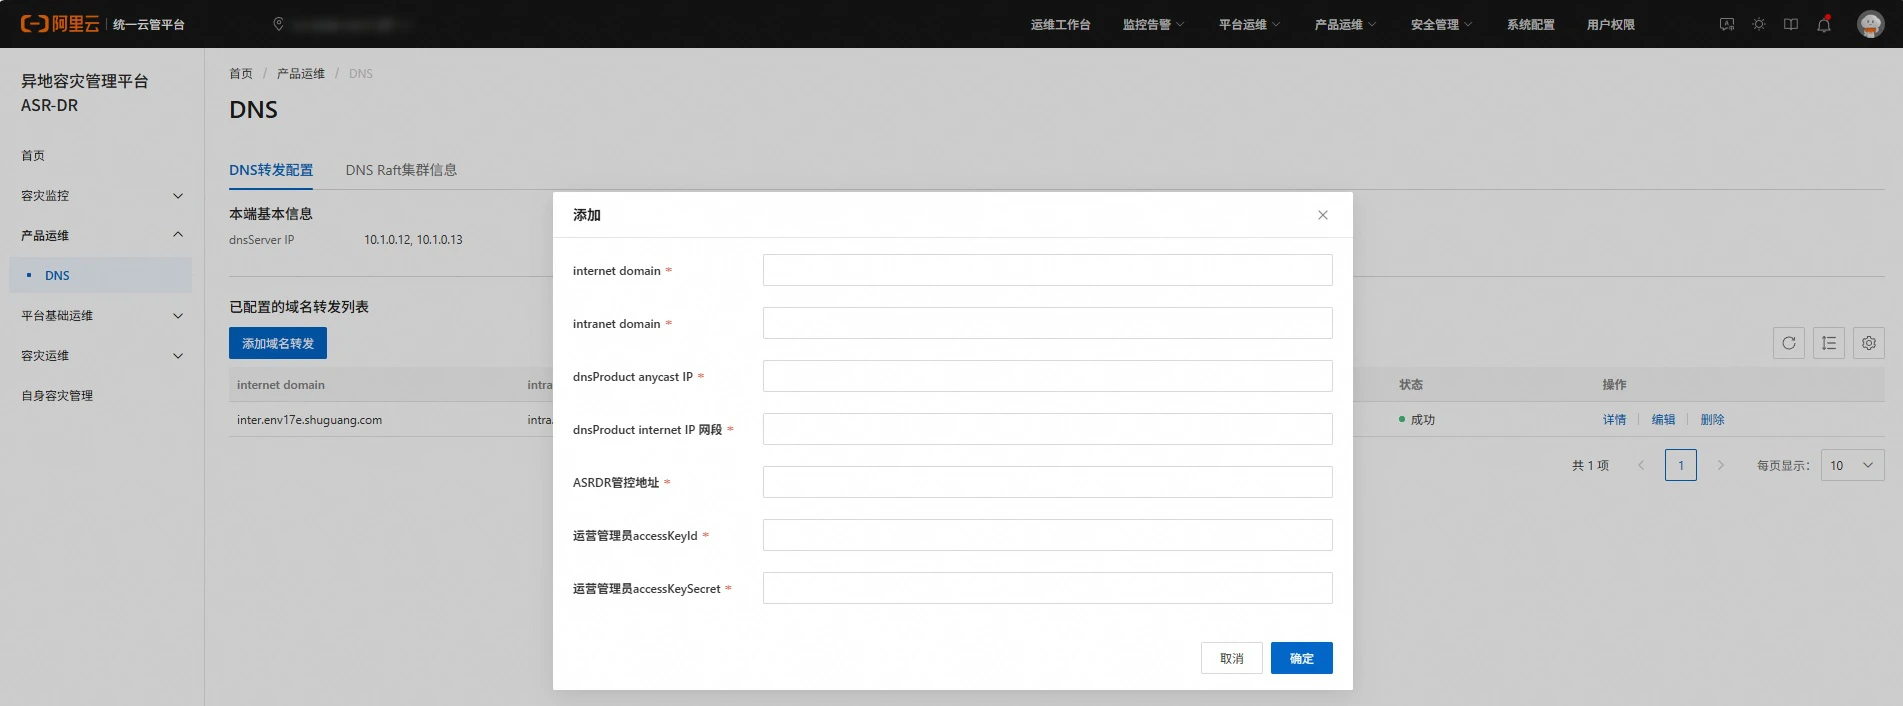 阿里云 统一云管平台 运维工作台 监控告警 平台运维 产品运维 安全管理 系统配置 用户权限
异地容灾管理平台
ASR-DR
首页
容灾监控
产品运维
DNS
平台基础运维
容灾运维
自身容灾管理
首页 / 产品运维 / DNS
DNS
DNS转发配置 DNS Raft集群信息
本端基本信息
dnsServer IP 10.1.0.12, 10.1.0.13
已配置的域名转发列表
添加域名转发
internet domain intra 状态 操作
inter.env17e.shuguang.com intra. 成功 详情 编辑 删除
共 1 项 1 每页显示: 10
添加
internet domain *
intranet domain *
dnsProduct anycast IP *
dnsProduct internet IP 网段 *
ASRDR管控地址 *
运营管理员accessKeyId *
运营管理员accessKeySecret *
取消 确定